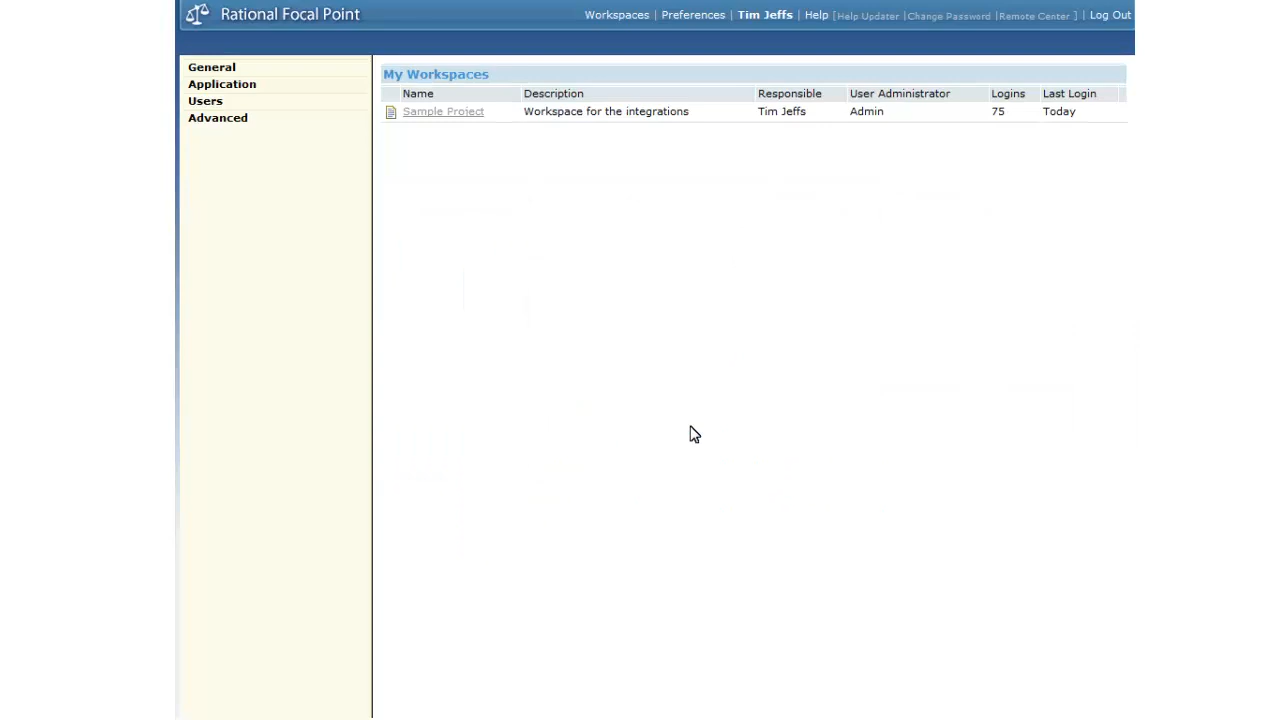 Rational Focal Point
Workspaces | Preferences | Tim Jeffs | Help [Help Updater |Change Password |Remote Center ] | Log Out
General
Application
Users
Advanced
My Workspaces
Name Description Responsible User Administrator Logins Last Login
Sample Project Workspace for the integrations Tim Jeffs Admin 75 Today